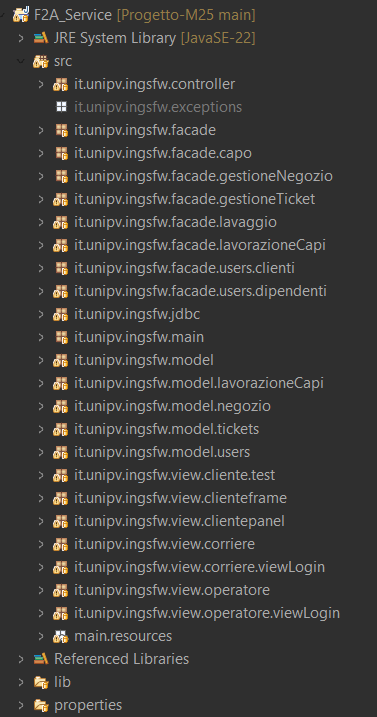 F2A_Service [Progetto-M25 main]
JRE System Library [JavaSE-22]
src
it.unipv.ingsfw.controller
it.unipv.ingsfw.exceptions
it.unipv.ingsfw.facade
it.unipv.ingsfw.facade.capo
it.unipv.ingsfw.facade.gestioneNegozio
it.unipv.ingsfw.facade.gestioneTicket
it.unipv.ingsfw.facade.lavaggio
it.unipv.ingsfw.facade.lavorazioneCapi
it.unipv.ingsfw.facade.users.clienti
it.unipv.ingsfw.facade.users.dipendenti
it.unipv.ingsfw.jdbc
it.unipv.ingsfw.main
it.unipv.ingsfw.model
it.unipv.ingsfw.model.lavorazioneCapi
it.unipv.ingsfw.model.negozio
it.unipv.ingsfw.model.tickets
it.unipv.ingsfw.model.users
it.unipv.ingsfw.view.cliente.test
it.unipv.ingsfw.view.clienteframe
it.unipv.ingsfw.view.clientepanel
it.unipv.ingsfw.view.corriere
it.unipv.ingsfw.view.corriere.viewLogin
it.unipv.ingsfw.view.operatore
it.unipv.ingsfw.view.operatore.viewLogin
main.resources
Referenced Libraries
lib
properties